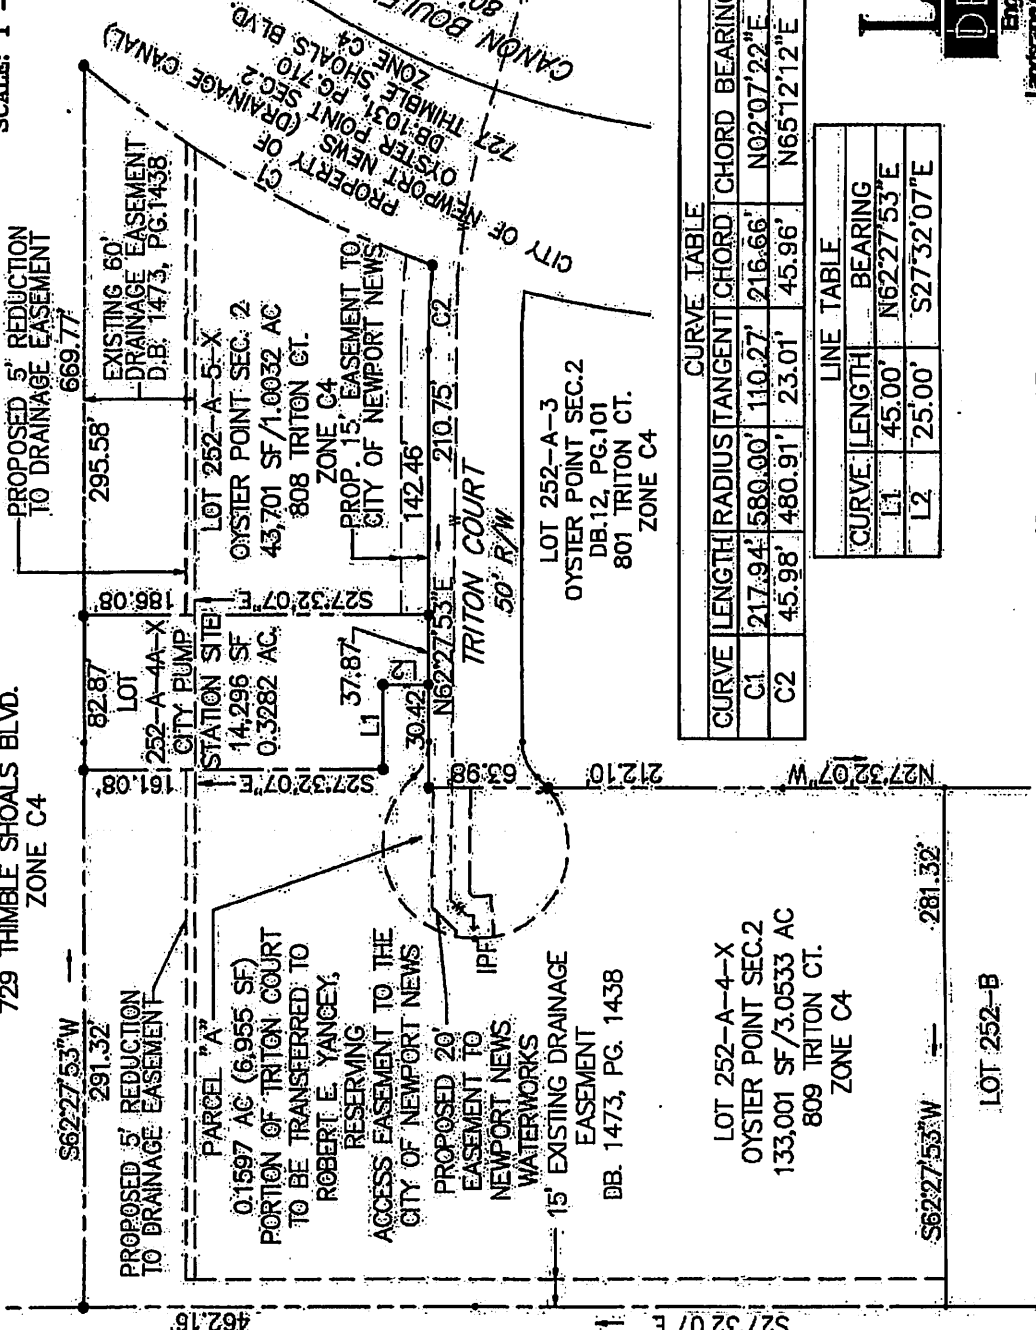 SCALE: 1
729 THIMBLE SHOALS BLVD.
ZONE C4
S62°27'53"W
291.32'
82.87'
295.58'
669.77'
PROPOSED 5' REDUCTION
TO DRAINAGE EASEMENT
EXISTING 60'
DRAINAGE EASEMENT
D.B. 1473, PG.1438
PROPOSED 5' REDUCTION
TO DRAINAGE EASEMENT
LOT
252-A-4A-X
CITY PUMP
STATION SITE
14,296 SF
0.3282 AC.
161.08'
S27°32'07"E
186.08'
S27°32'07"E
LOT 252-A-5-X
OYSTER POINT SEC. 2
43,701 SF/1.0032 AC
808 TRITON CT.
ZONE C4
PROP. 15' EASEMENT TO
CITY OF NEWPORT NEWS
142.46'
210.75'
C2
C1
PROPERTY OF
CITY OF NEWPORT NEWS
(DRAINAGE CANAL)
OYSTER POINT SEC.2
DB.1031, PG.710
727 THIMBLE SHOALS BLVD.
ZONE C4
CANON
80'
L1
L2
37.87'
30.42'
N62°27'53"E
TRITON COURT
50' R/W
63.98'
212.10'
N27°32'07"W
PARCEL "A"
0.1597 AC (6,955 SF)
PORTION OF TRITON COURT
TO BE TRANSFERRED TO
ROBERT E. YANCEY,
RESERVING
ACCESS EASEMENT TO THE
CITY OF NEWPORT NEWS
PROPOSED 20'
EASEMENT TO
NEWPORT NEWS
WATERWORKS
IPF
15' EXISTING DRAINAGE
EASEMENT
DB. 1473, PG. 1438
LOT 252-A-3
OYSTER POINT SEC.2
DB.12, PG.101
801 TRITON CT.
ZONE C4
LOT 252-A-4-X
OYSTER POINT SEC.2
133,001 SF/3.0533 AC
809 TRITON CT.
ZONE C4
S62°27'53"W
281.32'
LOT 252-B
462.16'
S27°32'07"E
CURVE TABLE
CURVE LENGTH RADIUS TANGENT CHORD CHORD BEARING
C1 217.94' 580.00' 110.27' 216.66' N02°07'22"E
C2 45.98' 480.91' 23.01' 45.96' N65°12'12"E
LINE TABLE
CURVE LENGTH BEARING
L1 45.00' N62°27'53"E
L2 25.00' S27°32'07"E